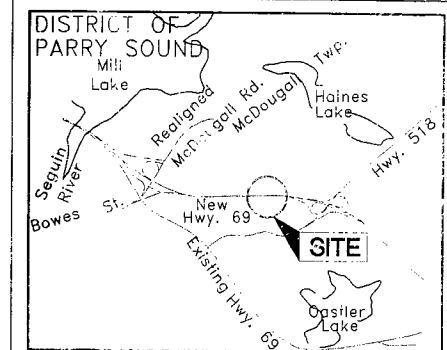 DISTRICT OF
PARRY SOUND
Mill
Lake
Realigned
McDougall Rd.
McDougall Twp.
Haines
Lake
Seguin
River
Bowes St.
New
Hwy. 69
Hwy. 518
SITE
Existing Hwy. 69
Oastler
Lake